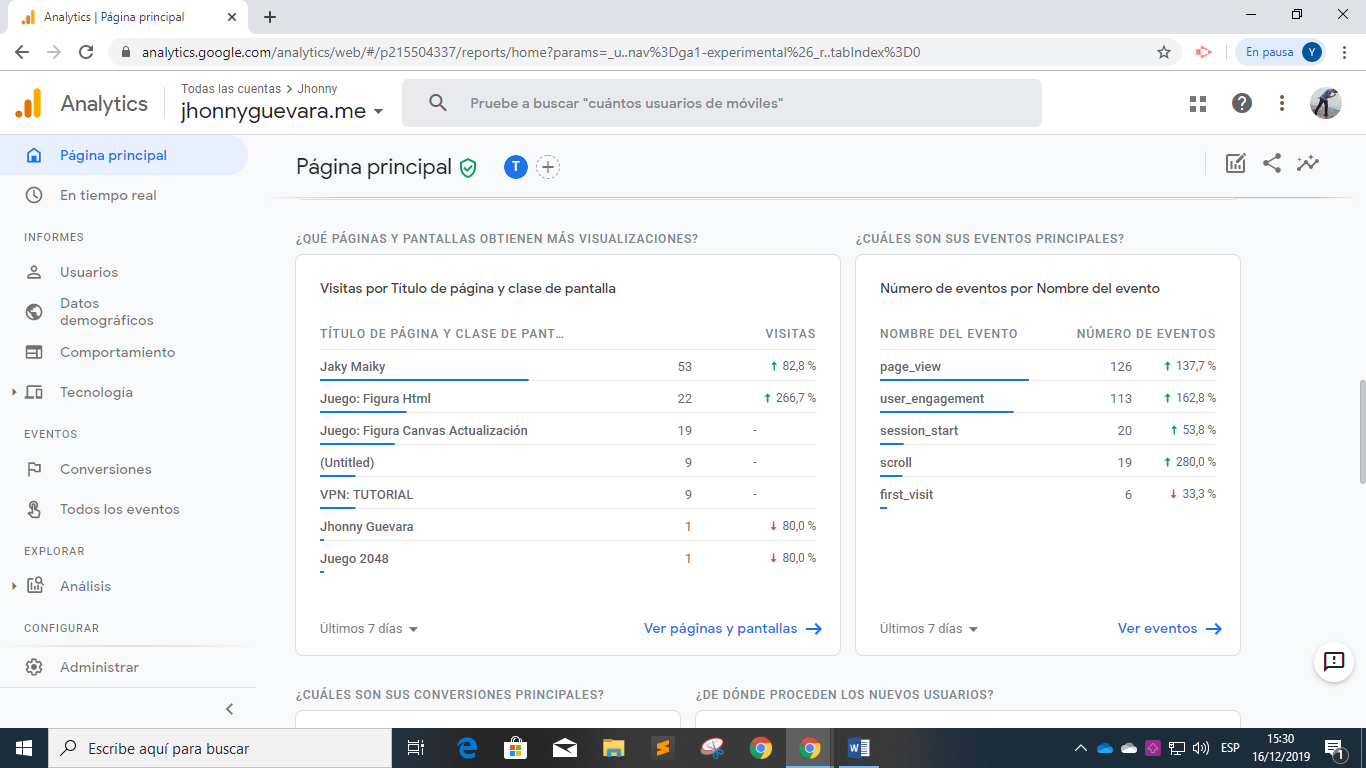 Analytics | Página principal
analytics.google.com/analytics/web/#/p215504337/reports/home?params=_u..nav%3Dga1-experimental%26_r..tabIndex%3D0
En pausa
Y
Analytics
Todas las cuentas > Jhonny
jhonnyguevara.me
Pruebe a buscar "cuántos usuarios de móviles"
Página principal
En tiempo real
INFORMES
Usuarios
Datos
demográficos
Comportamiento
Tecnología
EVENTOS
Conversiones
Todos los eventos
EXPLORAR
Análisis
CONFIGURAR
Administrar
Página principal
T
¿QUÉ PÁGINAS Y PANTALLAS OBTIENEN MÁS VISUALIZACIONES?
Visitas por Título de página y clase de pantalla
TÍTULO DE PÁGINA Y CLASE DE PANT... VISITAS
Jaky Maiky 53 ↑ 82,8 %
Juego: Figura Html 22 ↑ 266,7 %
Juego: Figura Canvas Actualización 19 -
(Untitled) 9 -
VPN: TUTORIAL 9 -
Jhonny Guevara 1 ↓ 80,0 %
Juego 2048 1 ↓ 80,0 %
Últimos 7 días
Ver páginas y pantallas
¿CUÁLES SON SUS EVENTOS PRINCIPALES?
Número de eventos por Nombre del evento
NOMBRE DEL EVENTO NÚMERO DE EVENTOS
page_view 126 ↑ 137,7 %
user_engagement 113 ↑ 162,8 %
session_start 20 ↑ 53,8 %
scroll 19 ↑ 280,0 %
first_visit 6 ↓ 33,3 %
Últimos 7 días
Ver eventos
¿CUÁLES SON SUS CONVERSIONES PRINCIPALES?
¿DE DÓNDE PROCEDEN LOS NUEVOS USUARIOS?
Escribe aquí para buscar
ESP
15:30
16/12/2019
1